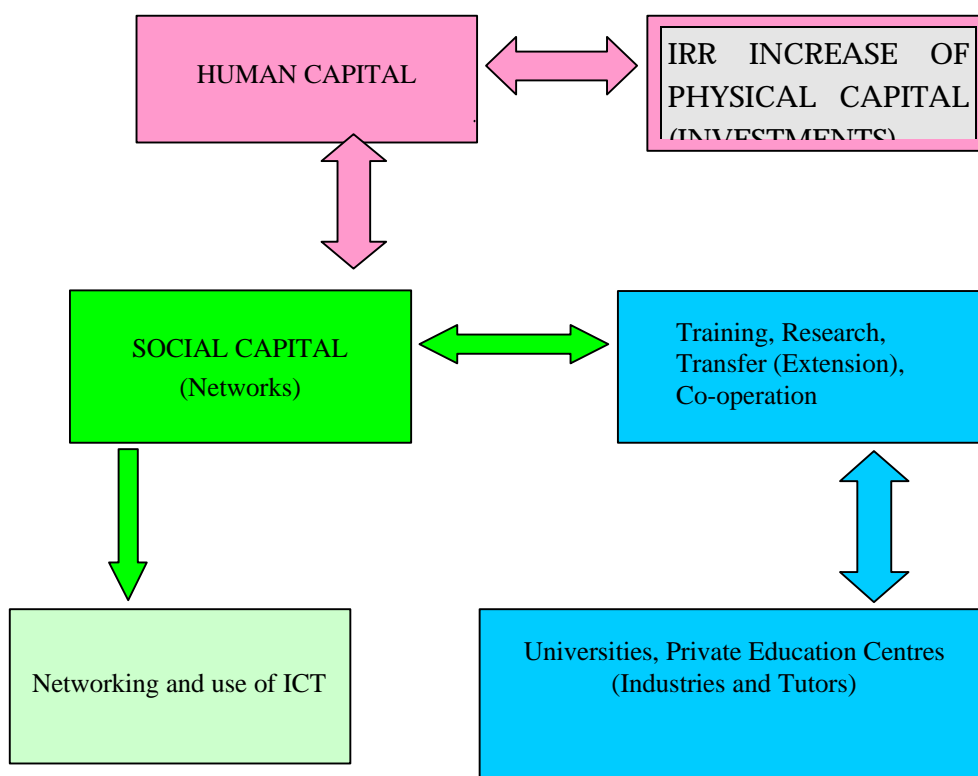 HUMAN CAPITAL
IRR INCREASE OF
PHYSICAL CAPITAL
(INVESTMENTS)
SOCIAL CAPITAL
(Networks)
Training, Research,
Transfer (Extension),
Co-operation
Networking and use of ICT
Universities, Private Education Centres
(Industries and Tutors)